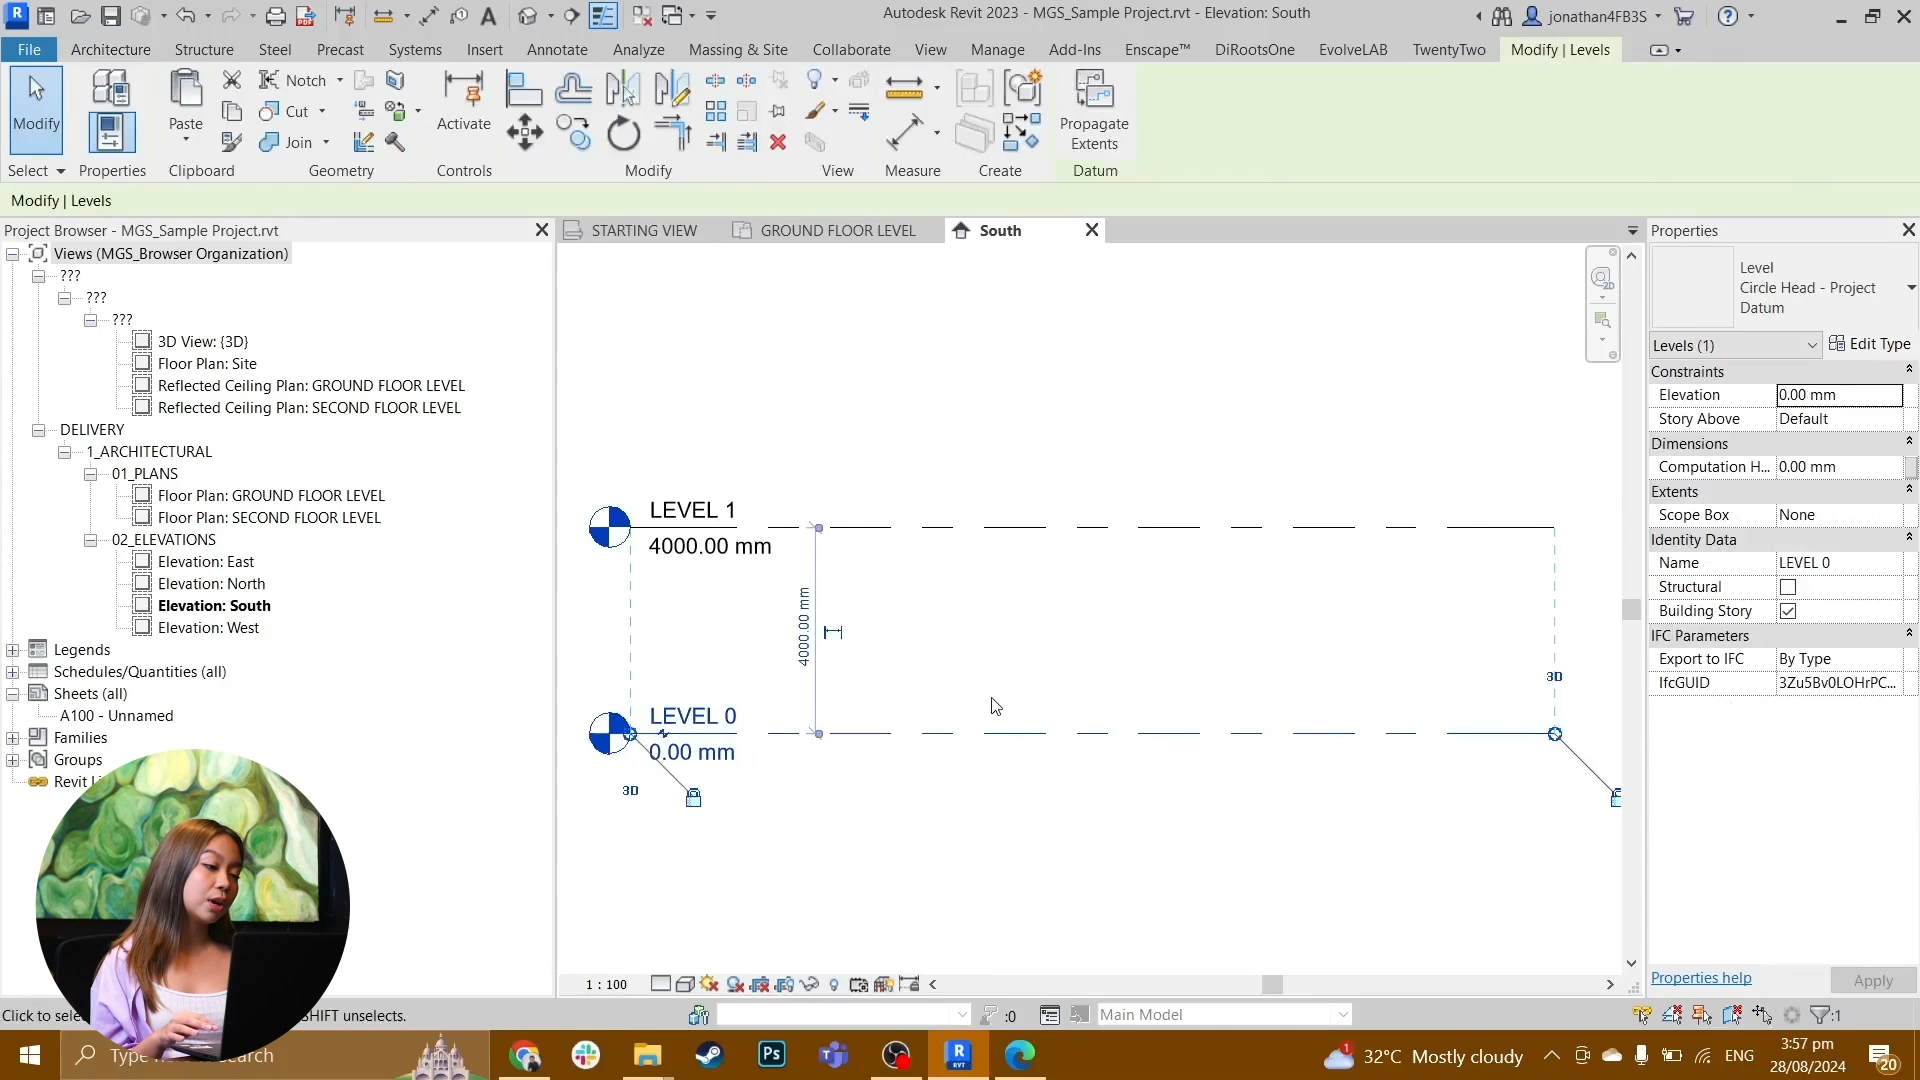 Autodesk Revit 2023 - MGS_Sample Project.rvt - Elevation: South
jonathan4FB3S
File
Architecture
Structure
Steel
Precast
Systems
Insert
Annotate
Analyze
Massing & Site
Collaborate
View
Manage
Add-Ins
Enscape™
DiRootsOne
EvolveLAB
TwentyTwo
Modify | Levels
Modify
Paste
Notch
Cut
Join
Activate
Propagate
Extents
Select
Properties
Clipboard
Geometry
Controls
Modify
View
Measure
Create
Datum
Modify | Levels
Project Browser - MGS_Sample Project.rvt
Views (MGS_Browser Organization)
???
???
???
3D View: {3D}
Floor Plan: Site
Reflected Ceiling Plan: GROUND FLOOR LEVEL
Reflected Ceiling Plan: SECOND FLOOR LEVEL
DELIVERY
1_ARCHITECTURAL
01_PLANS
Floor Plan: GROUND FLOOR LEVEL
Floor Plan: SECOND FLOOR LEVEL
02_ELEVATIONS
Elevation: East
Elevation: North
Elevation: South
Elevation: West
Legends
Schedules/Quantities (all)
Sheets (all)
A100 - Unnamed
Families
Groups
Revit
STARTING VIEW
GROUND FLOOR LEVEL
South
LEVEL 1
4000.00 mm
4000.00 mm
LEVEL 0
0.00 mm
3D
3D
2D
Properties
Level
Circle Head - Project
Datum
Levels (1)
Edit Type
Constraints
Elevation 0.00 mm
Story Above Default
Dimensions
Computation H... 0.00 mm
Extents
Scope Box None
Identity Data
Name LEVEL 0
Structural
Building Story
IFC Parameters
Export to IFC By Type
IfcGUID 3Zu5Bv0LOHrPC...
Properties help
Apply
1 : 100
Click to
SHIFT unselects.
:0
Main Model
:1
Type
search
Ps
R
RVT
1
32°C Mostly cloudy
ENG
3:57 pm
28/08/2024
20